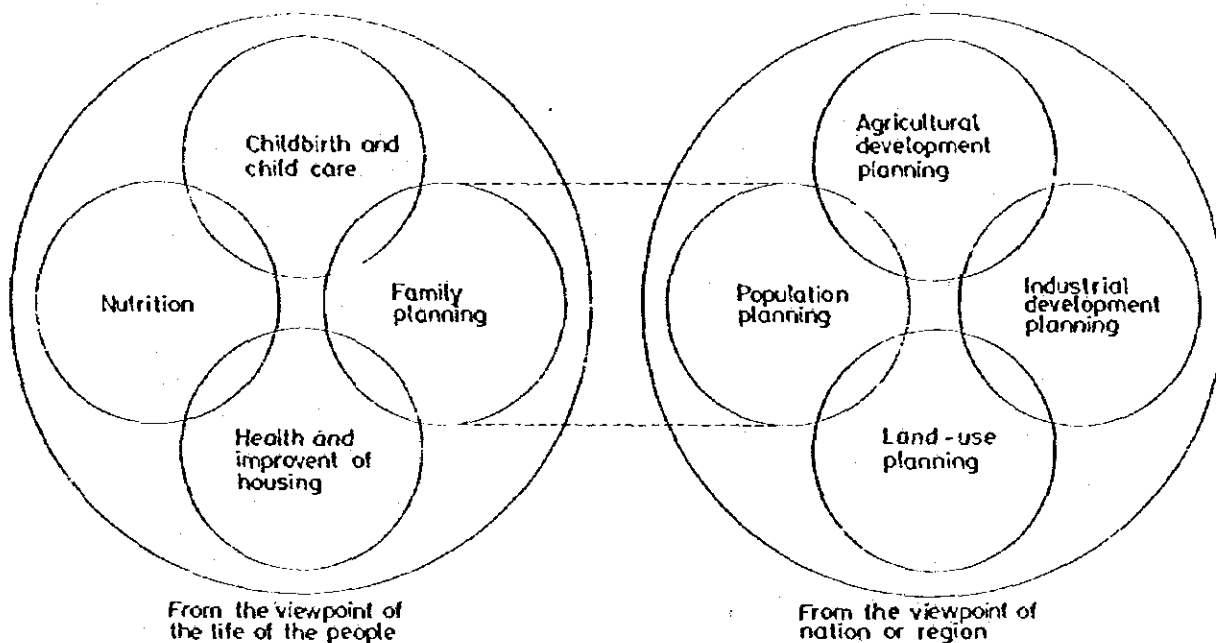 Childbirth and
child care
Nutrition
Family
planning
Health and
improvent of
housing
From the viewpoint of
the life of the people
Agricultural
development
planning
Population
planning
Industrial
development
planning
Land-use
planning
From the viewpoint of
nation or region